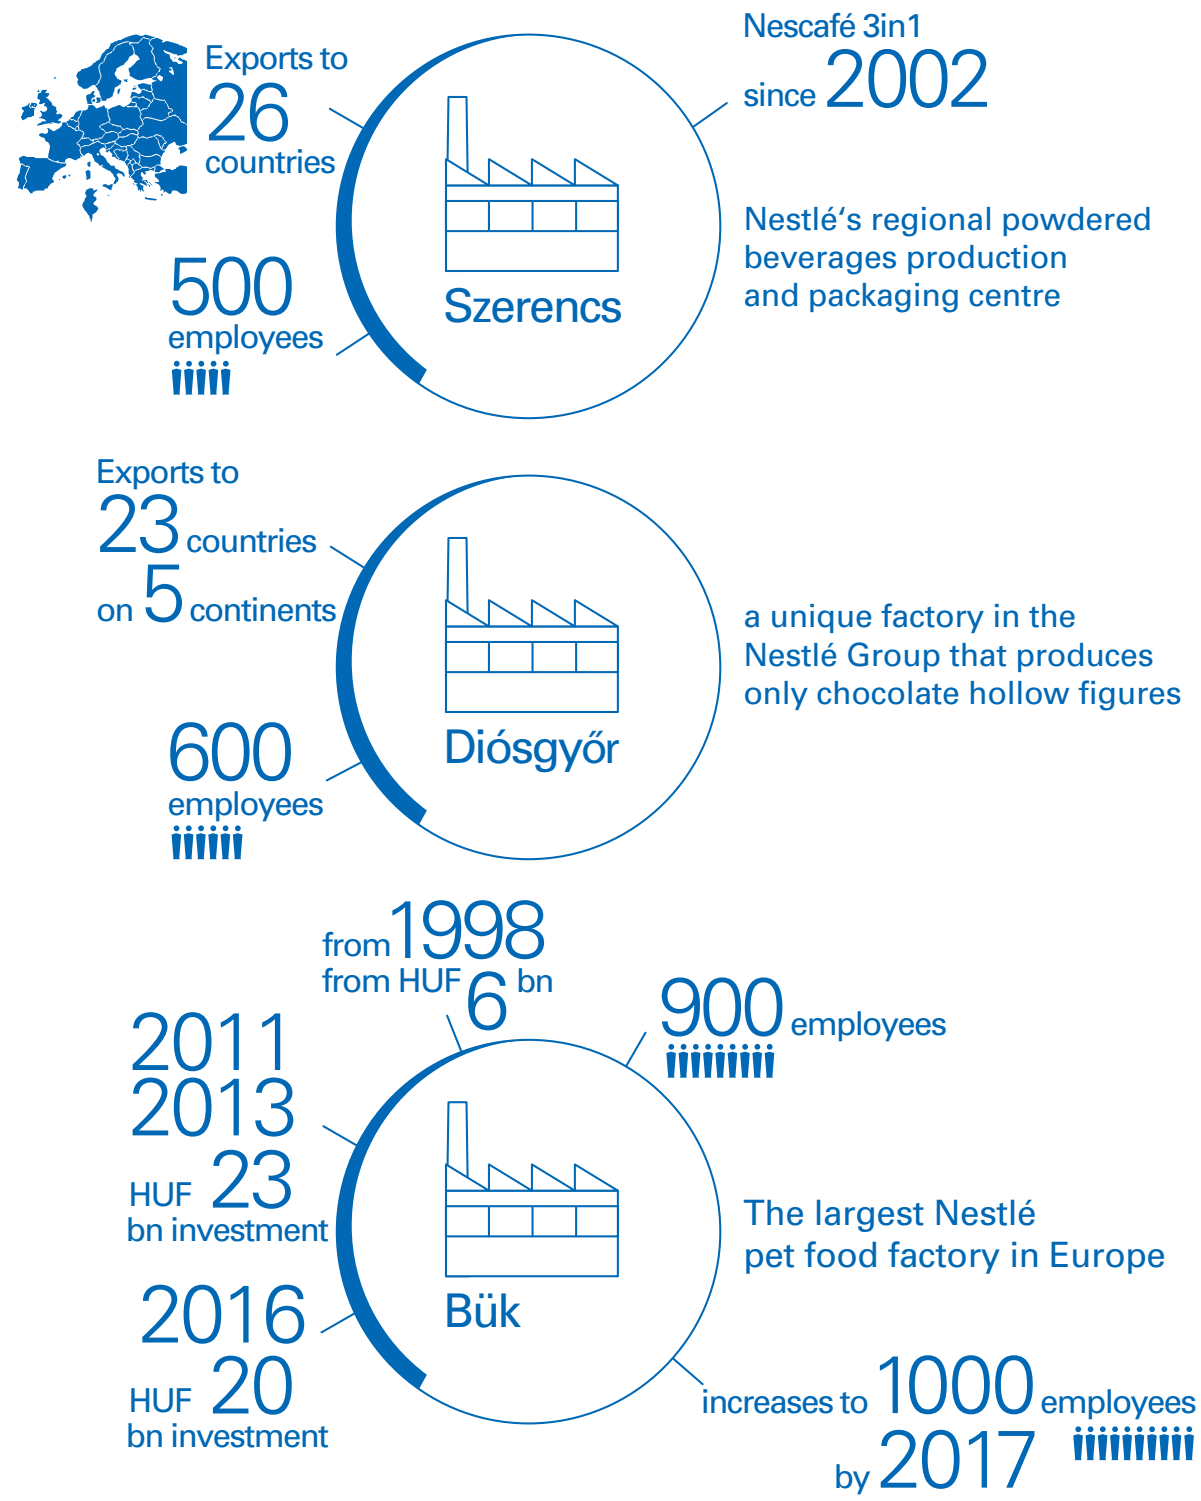 Exports to
26
countries
500
employees
Szerencs
Nescafé 3in1
since 2002
Nestlé‘s regional powdered
beverages production
and packaging centre
Exports to
23 countries
on 5 continents
600
employees
Diósgyőr
a unique factory in the
Nestlé Group that produces
only chocolate hollow figures
from 1998
from HUF 6 bn
2011
2013
HUF 23
bn investment
2016
HUF 20
bn investment
Bük
900 employees
The largest Nestlé
pet food factory in Europe
increases to 1000 employees
by 2017